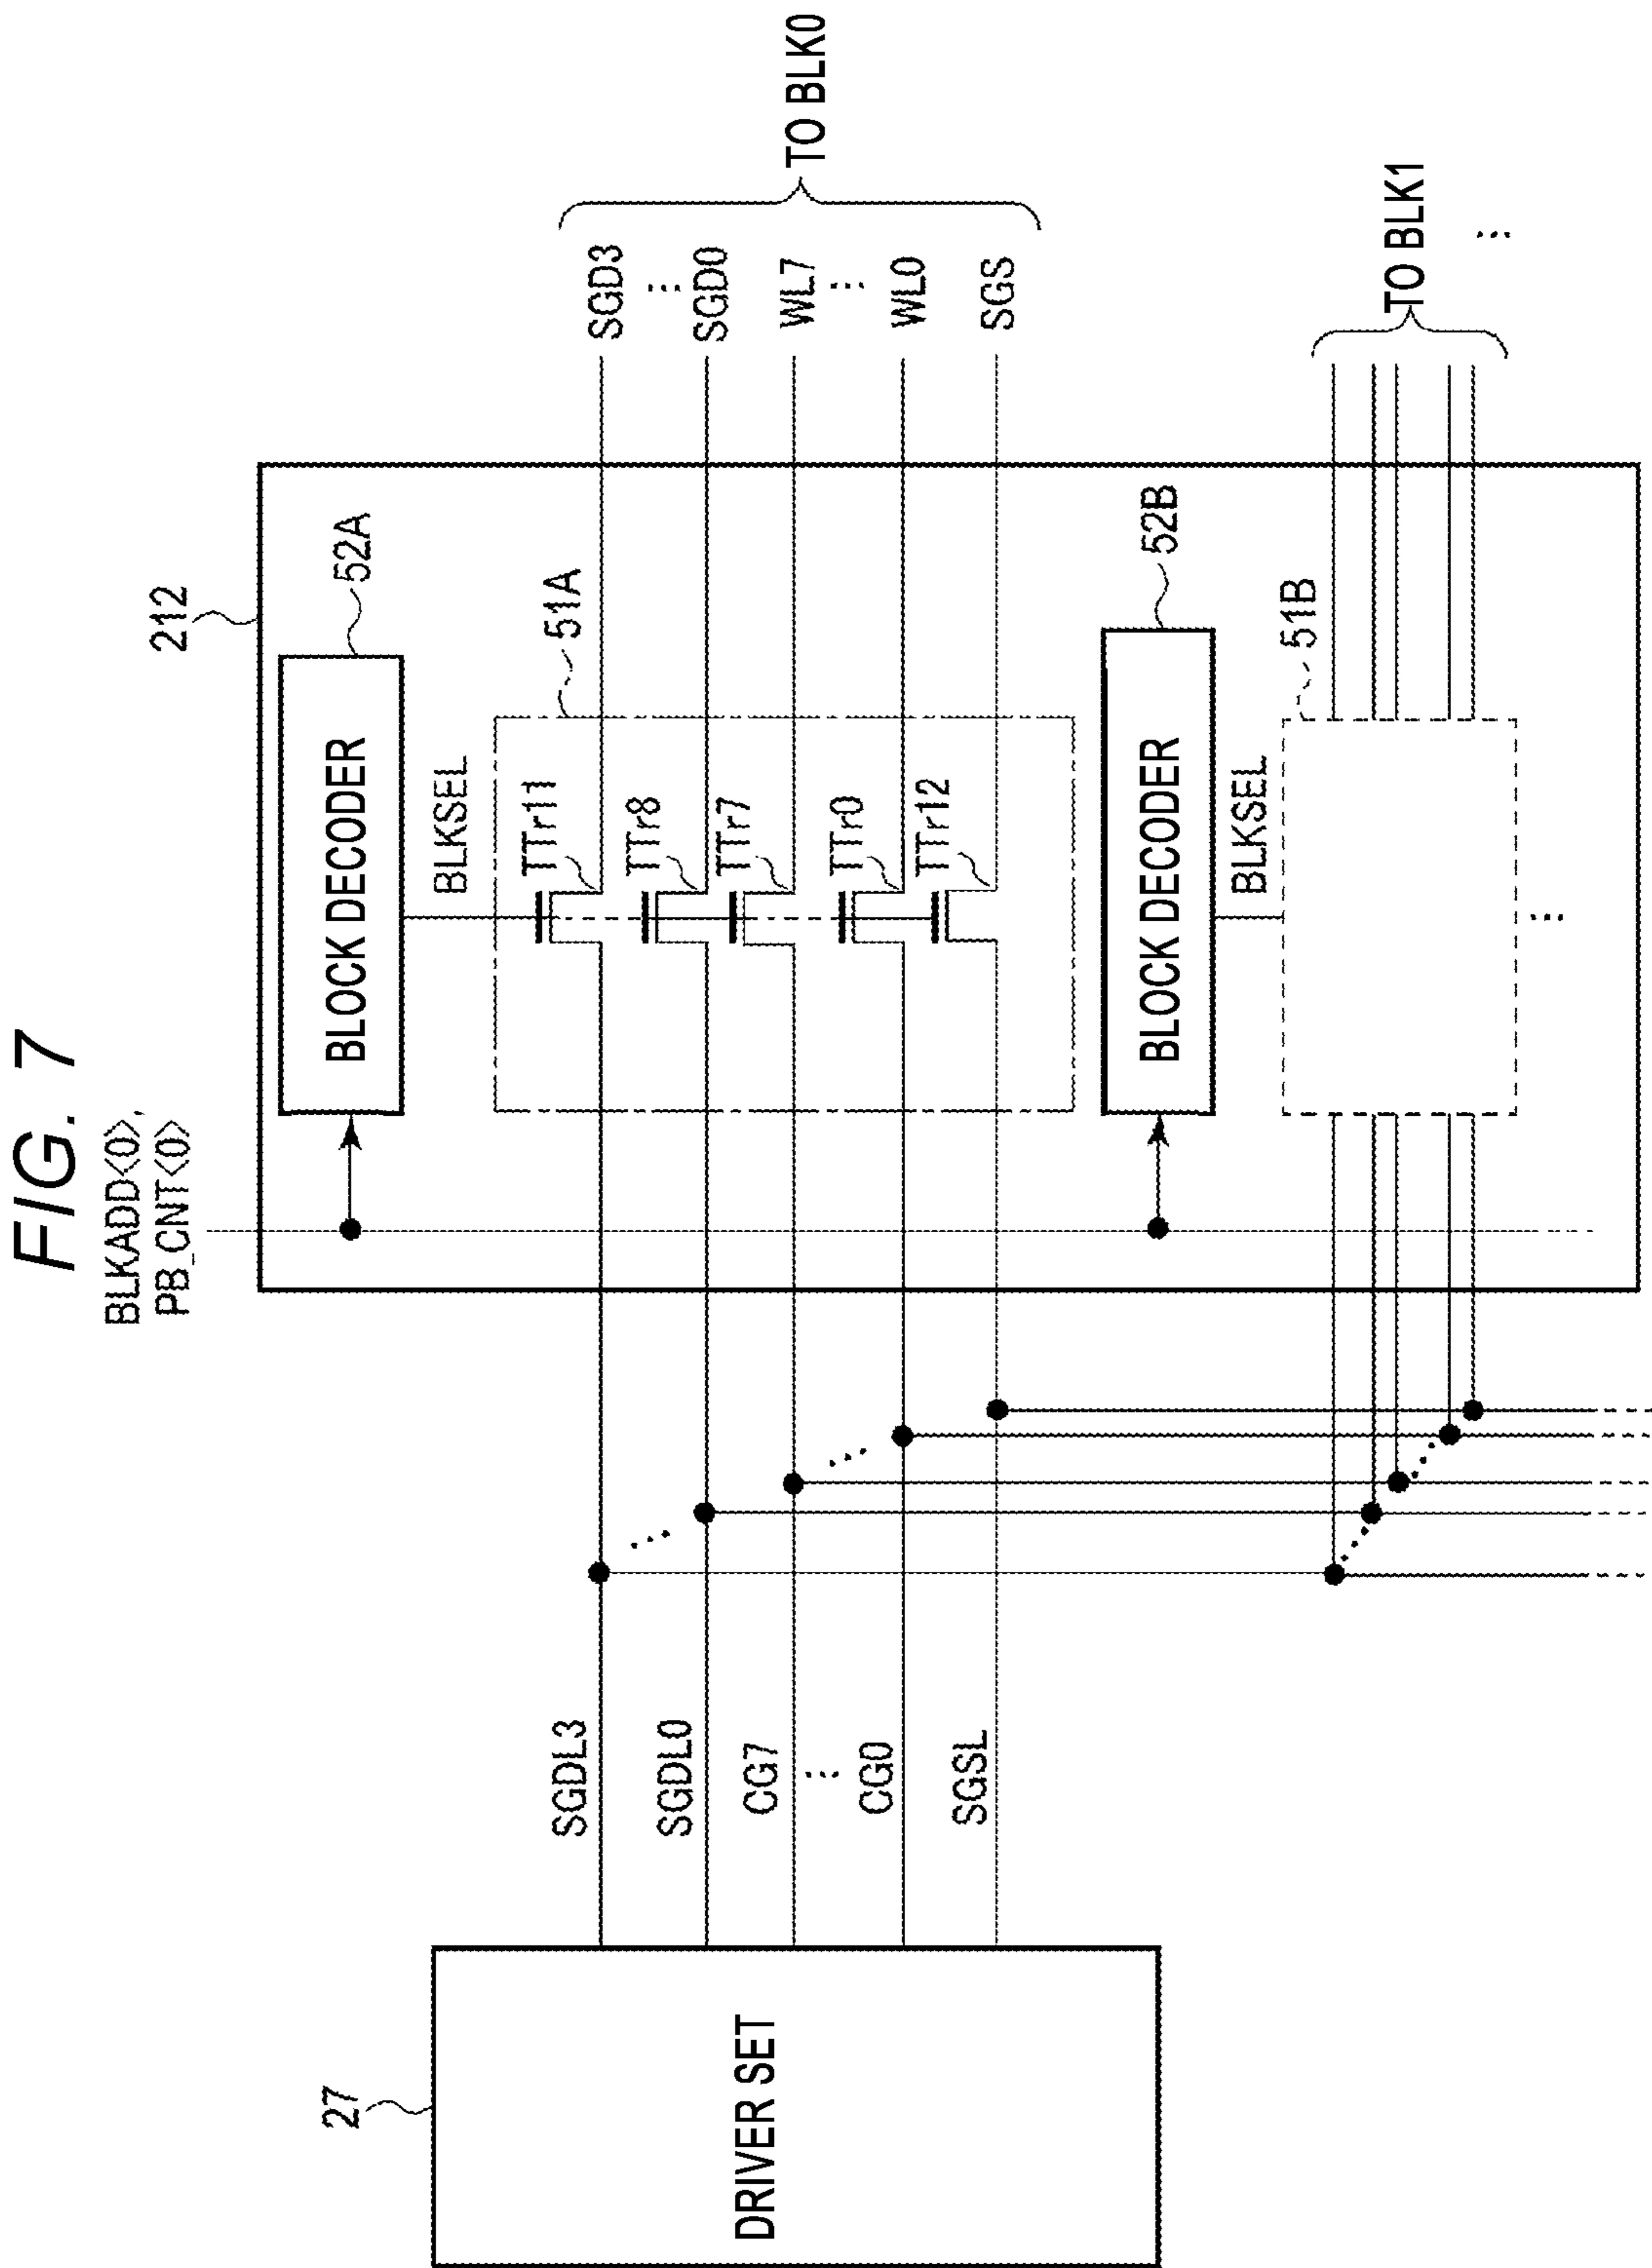 FIG. 7
BLKADD<0>,
PB_CNT<0>
212
BLOCK DECODER
52A
BLKSEL
51A
27
DRIVER SET
SGDL3
TTr11
SGD3
⋮
SGDL0
TTr8
SGD0
CG7
TTr7
WL7
⋮
⋮
CG0
TTr0
WL0
SGSL
TTr12
SGS
TO BLK0
BLOCK DECODER
52B
BLKSEL
51B
TO BLK1
⋮
⋮